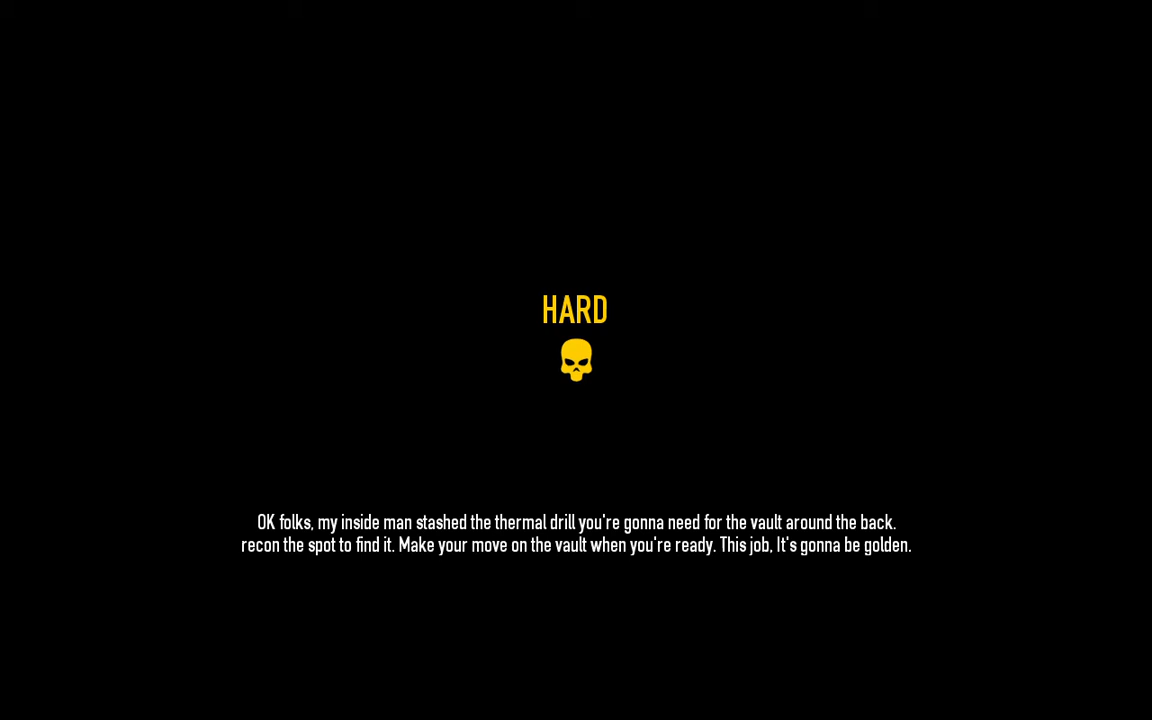 HARD
OK folks, my inside man stashed the thermal drill you're gonna need for the vault around the back.
recon the spot to find it. Make your move on the vault when you're ready. This job, It's gonna be golden.